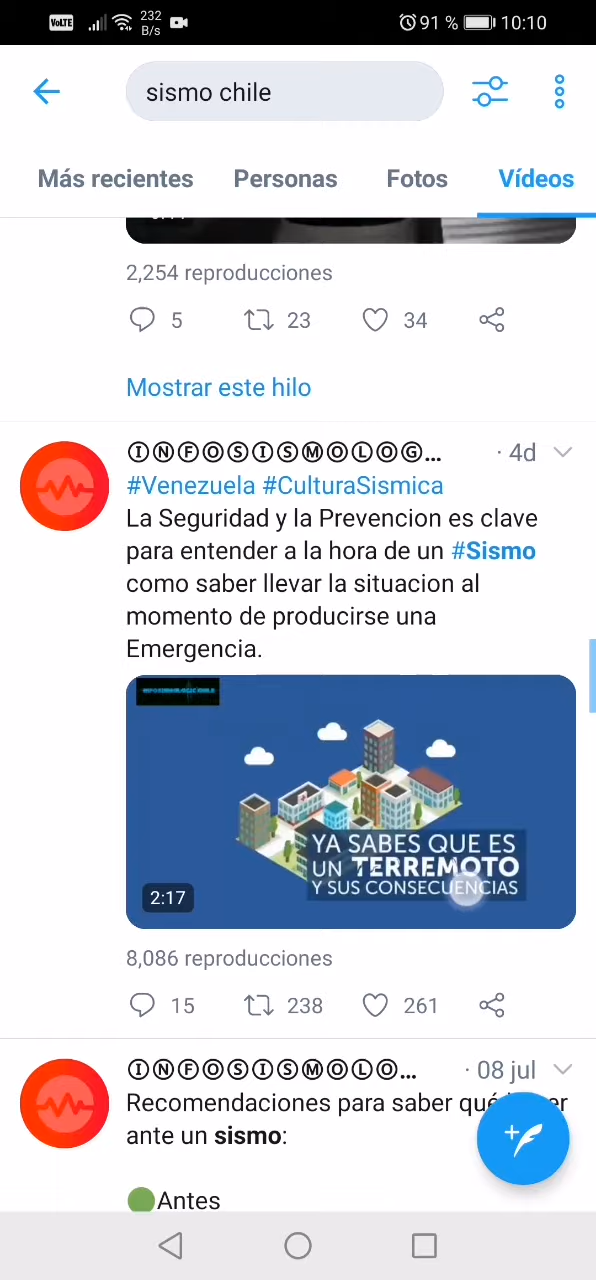 VoLTE 232 B/s 91 % 10:10
sismo chile
Más recientes Personas Fotos Vídeos
2,254 reproducciones
5 23 34
Mostrar este hilo
ⒾⓃⒻⓄⓈⒾⓈⓂⓄⓁⓄⒼ... · 4d
#Venezuela #CulturaSismica
La Seguridad y la Prevencion es clave
para entender a la hora de un #Sismo
como saber llevar la situacion al
momento de producirse una
Emergencia.
YA SABES QUE ES
UN TERREMOTO
Y SUS CONSECUENCIAS
2:17
8,086 reproducciones
15 238 261
ⒾⓃⒻⓄⓈⒾⓈⓂⓄⓁⓄ... · 08 jul
Recomendaciones para saber qué
ante un sismo:
Antes